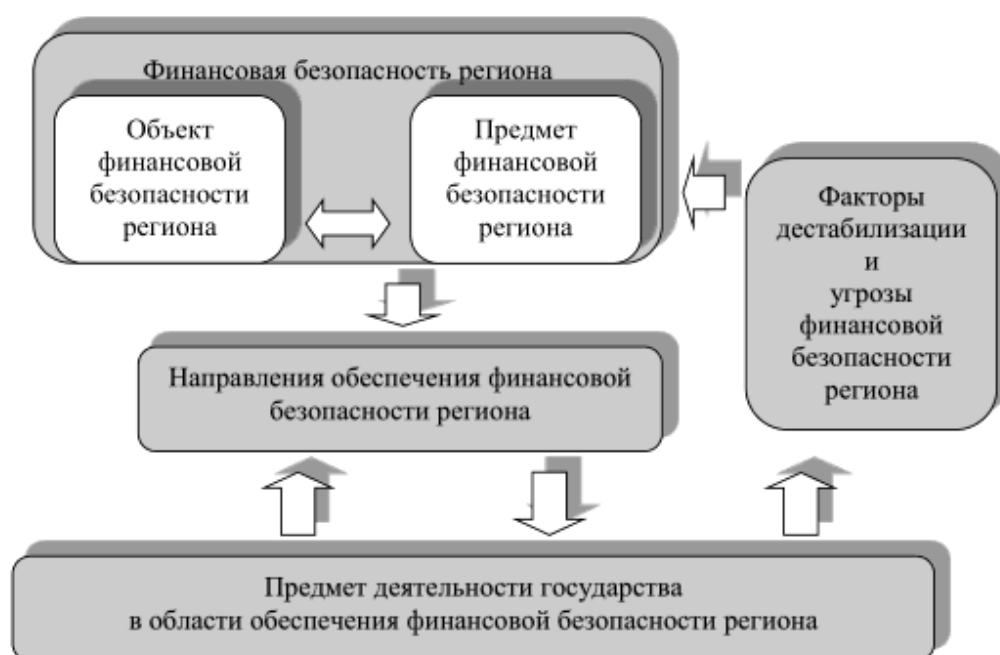 Финансовая безопасность региона
Объект
финансовой
безопасности
региона
Предмет
финансовой
безопасности
региона
Факторы
дестабилизации
и
угрозы
финансовой
безопасности
региона
Направления обеспечения финансовой
безопасности региона
Предмет деятельности государства
в области обеспечения финансовой безопасности региона